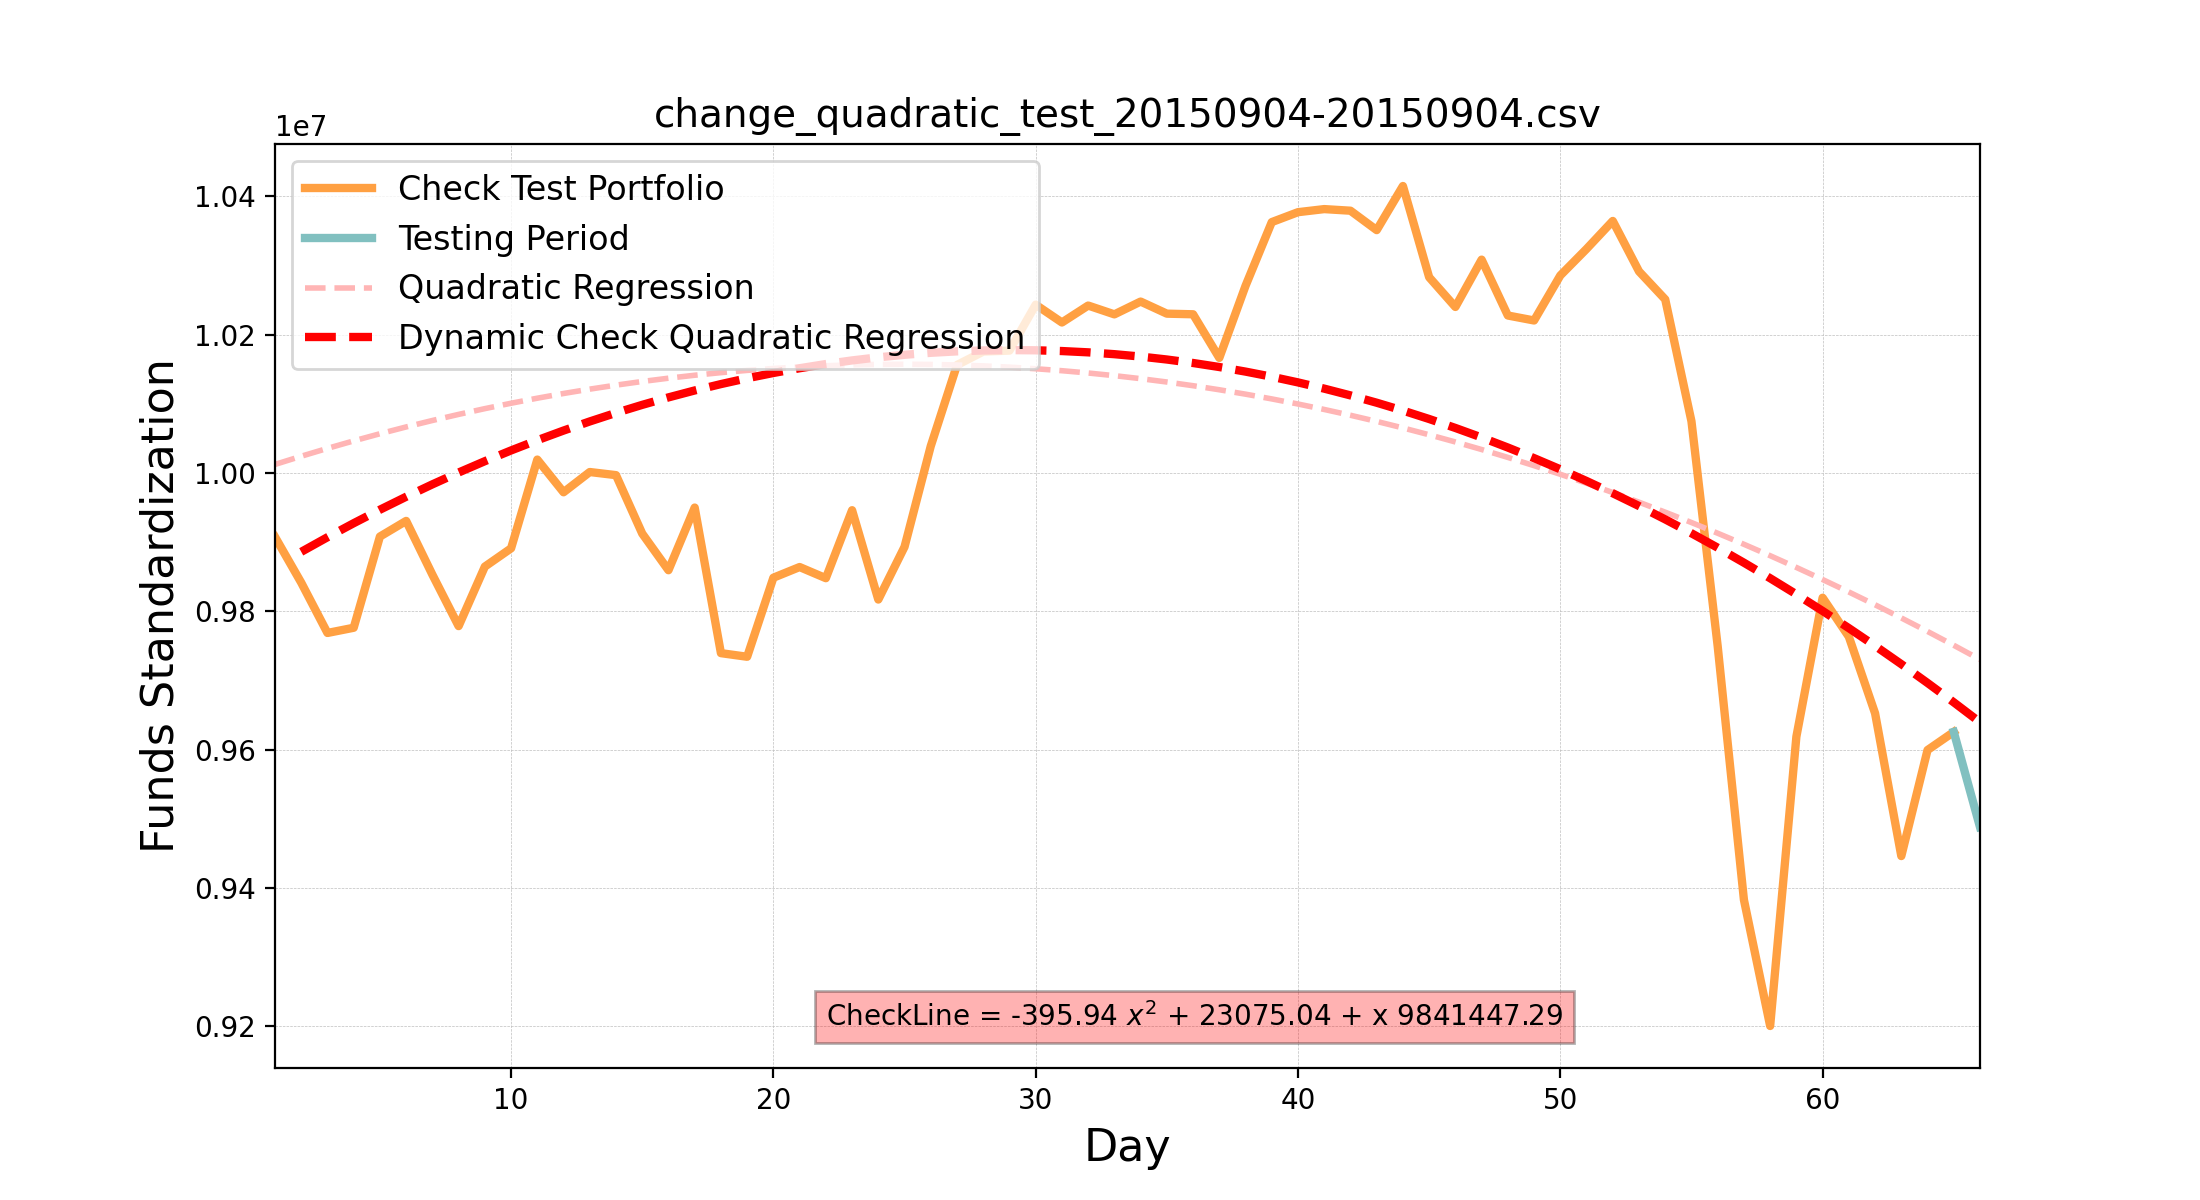 change_quadratic_test_20150904-20150904.csv
1e7
Check Test Portfolio
Testing Period
Quadratic Regression
Dynamic Check Quadratic Regression
1.04
1.02
1.00
0.98
0.96
0.94
0.92
Funds Standardization
CheckLine = -395.94 x² + 23075.04 + x 9841447.29
10 20 30 40 50 60
Day